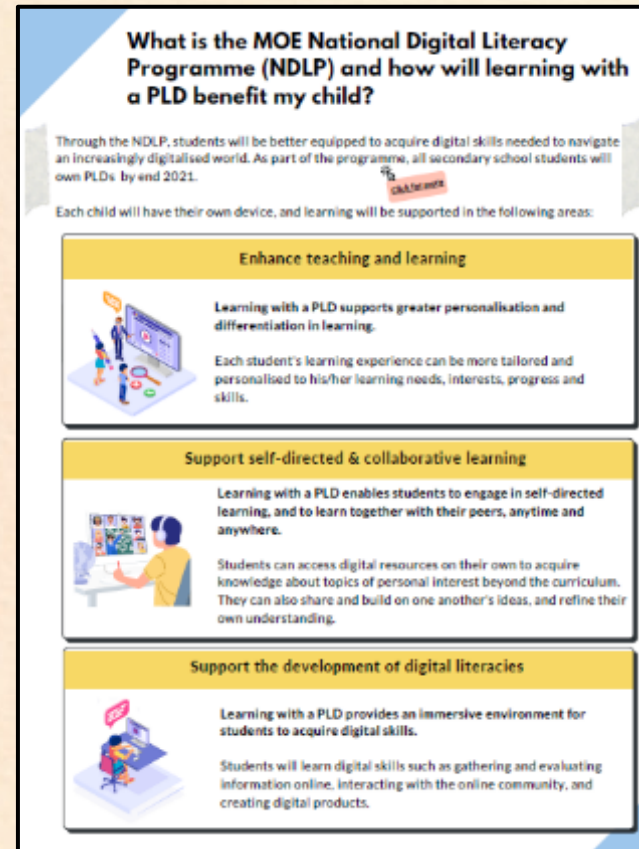 What is the MOE National Digital Literacy
Programme (NDLP) and how will learning with
a PLD benefit my child?
Through the NDLP, students will be better equipped to acquire digital skills needed to navigate
an increasingly digitalised world. As part of the programme, all secondary school students will
own PLDs by end 2021.
Each child will have their own device, and learning will be supported in the following areas:
Enhance teaching and learning
Learning with a PLD supports greater personalisation and
differentiation in learning.
Each student's learning experience can be more tailored and
personalised to his/her learning needs, interests, progress and
skills.
Support self-directed & collaborative learning
Learning with a PLD enables students to engage in self-directed
learning, and to learn together with their peers, anytime and
anywhere.
Students can access digital resources on their own to acquire
knowledge about topics of personal interest beyond the curriculum.
They can also share and build on one another's ideas, and refine their
own understanding.
Support the development of digital literacies
Learning with a PLD provides an immersive environment for
students to acquire digital skills.
Students will learn digital skills such as gathering and evaluating
information online, interacting with the online community, and
creating digital products.